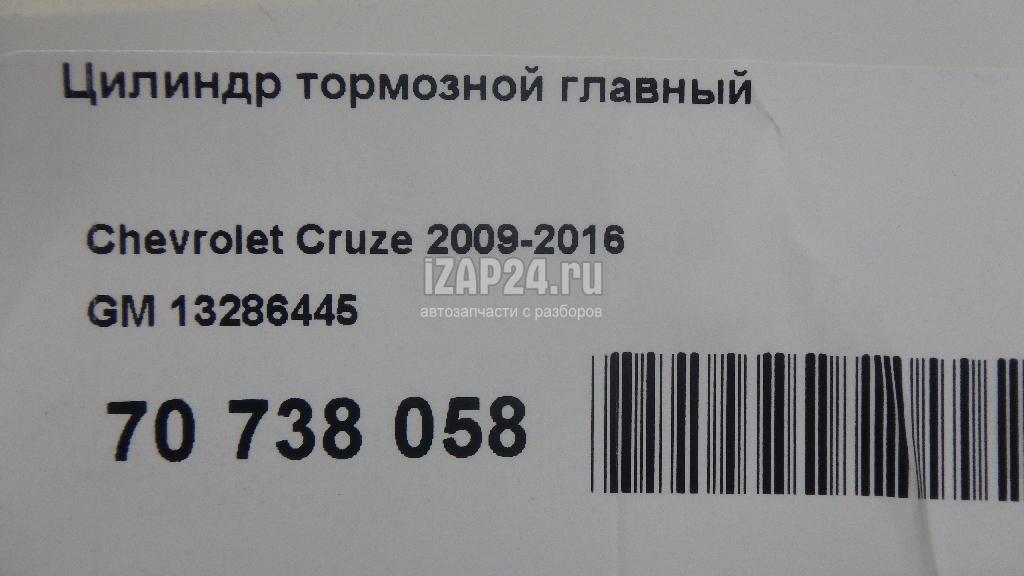 Цилиндр тормозной главный
Chevrolet Cruze 2009-2016
iZAP24.ru
GM 13286445
автозапчасти с разборов
70 738 058